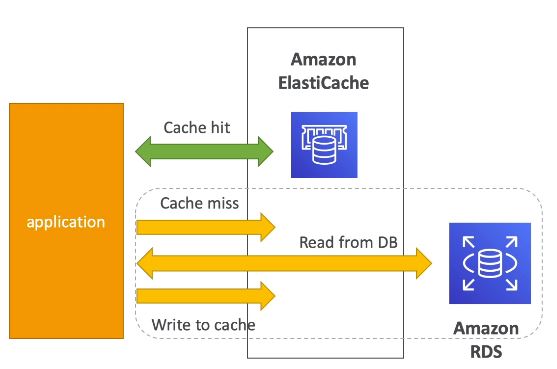 Amazon
ElastiCache
Cache hit
application
Cache miss
Read from DB
Write to cache
Amazon
RDS